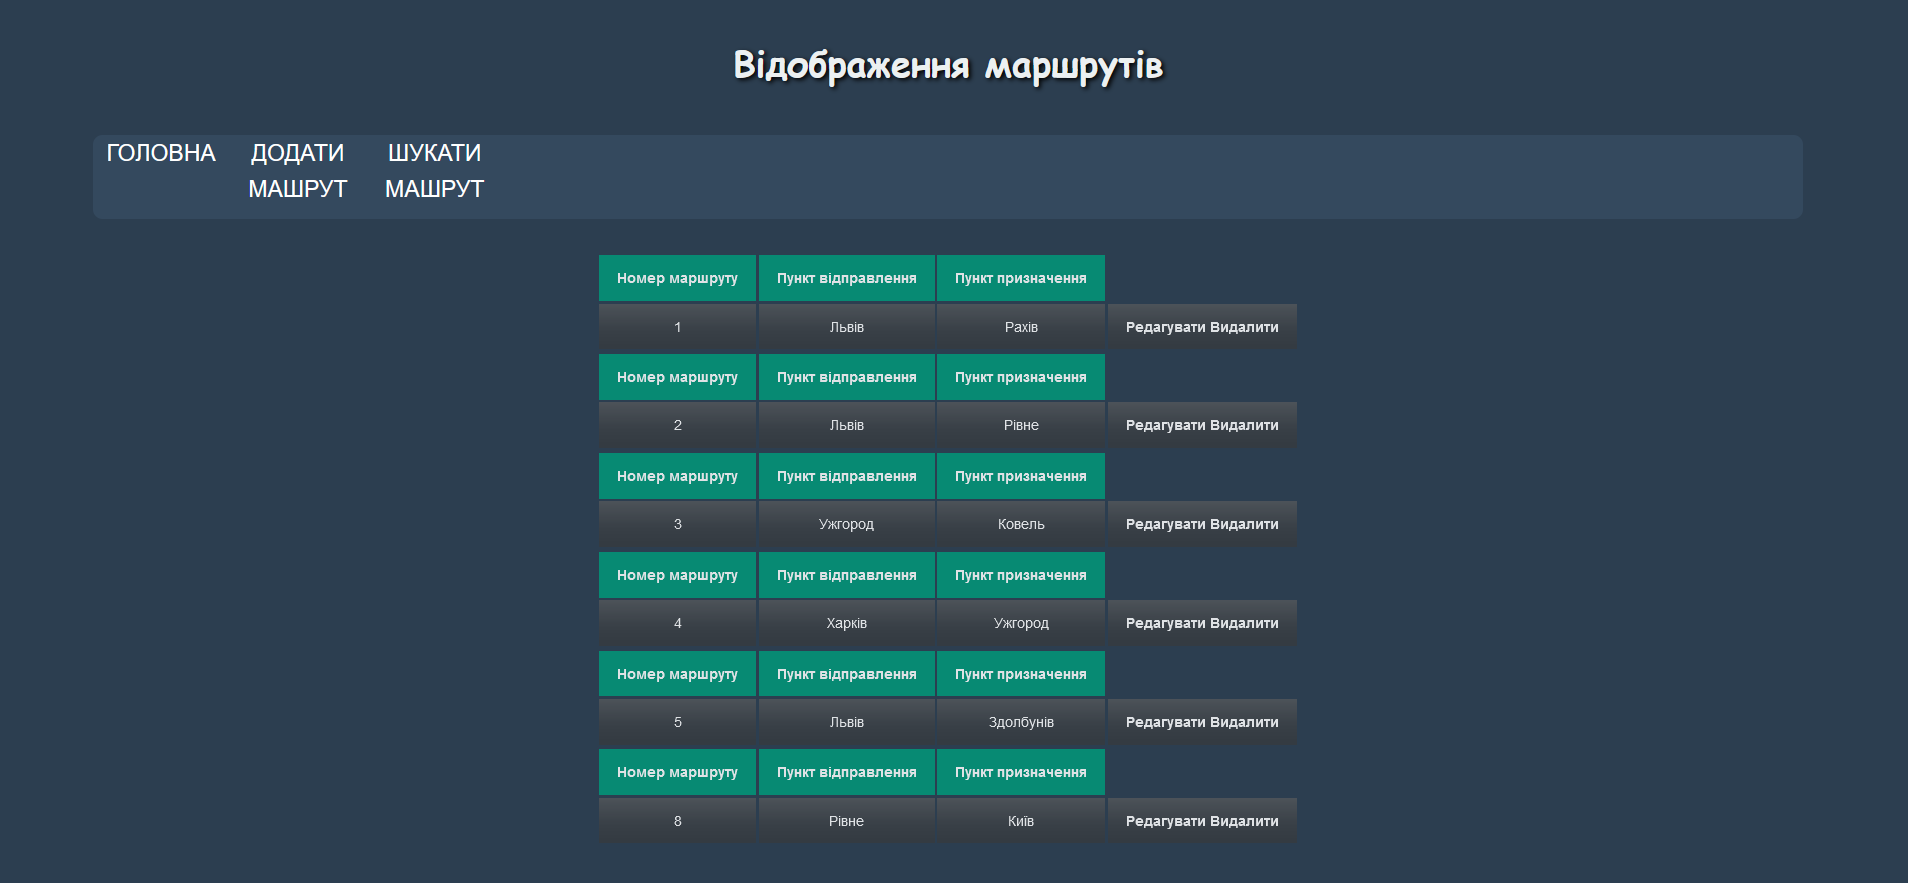 Відображення маршрутів
ГОЛОВНА ДОДАТИ ШУКАТИ
МАШРУТ МАШРУТ
Номер маршруту Пункт відправлення Пункт призначення
1 Львів Рахів Редагувати Видалити
Номер маршруту Пункт відправлення Пункт призначення
2 Львів Рівне Редагувати Видалити
Номер маршруту Пункт відправлення Пункт призначення
3 Ужгород Ковель Редагувати Видалити
Номер маршруту Пункт відправлення Пункт призначення
4 Харків Ужгород Редагувати Видалити
Номер маршруту Пункт відправлення Пункт призначення
5 Львів Здолбунів Редагувати Видалити
Номер маршруту Пункт відправлення Пункт призначення
8 Рівне Київ Редагувати Видалити